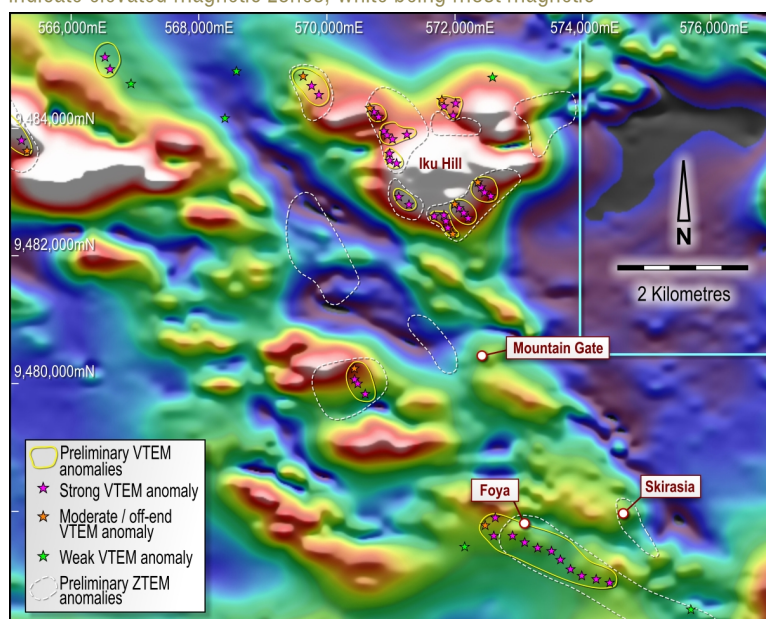 indicate elevated magnetic zones, white being most magnetic
566,000mE 568,000mE 570,000mE 572,000mE 574,000mE 576,000mE
9,484,000mN
Iku Hill
9,482,000mN
N
2 Kilometres
Mountain Gate
9,480,000mN
Preliminary VTEM
anomalies
Strong VTEM anomaly
Moderate / off-end
VTEM anomaly
Weak VTEM anomaly
Preliminary ZTEM
anomalies
Foya
Skirasia